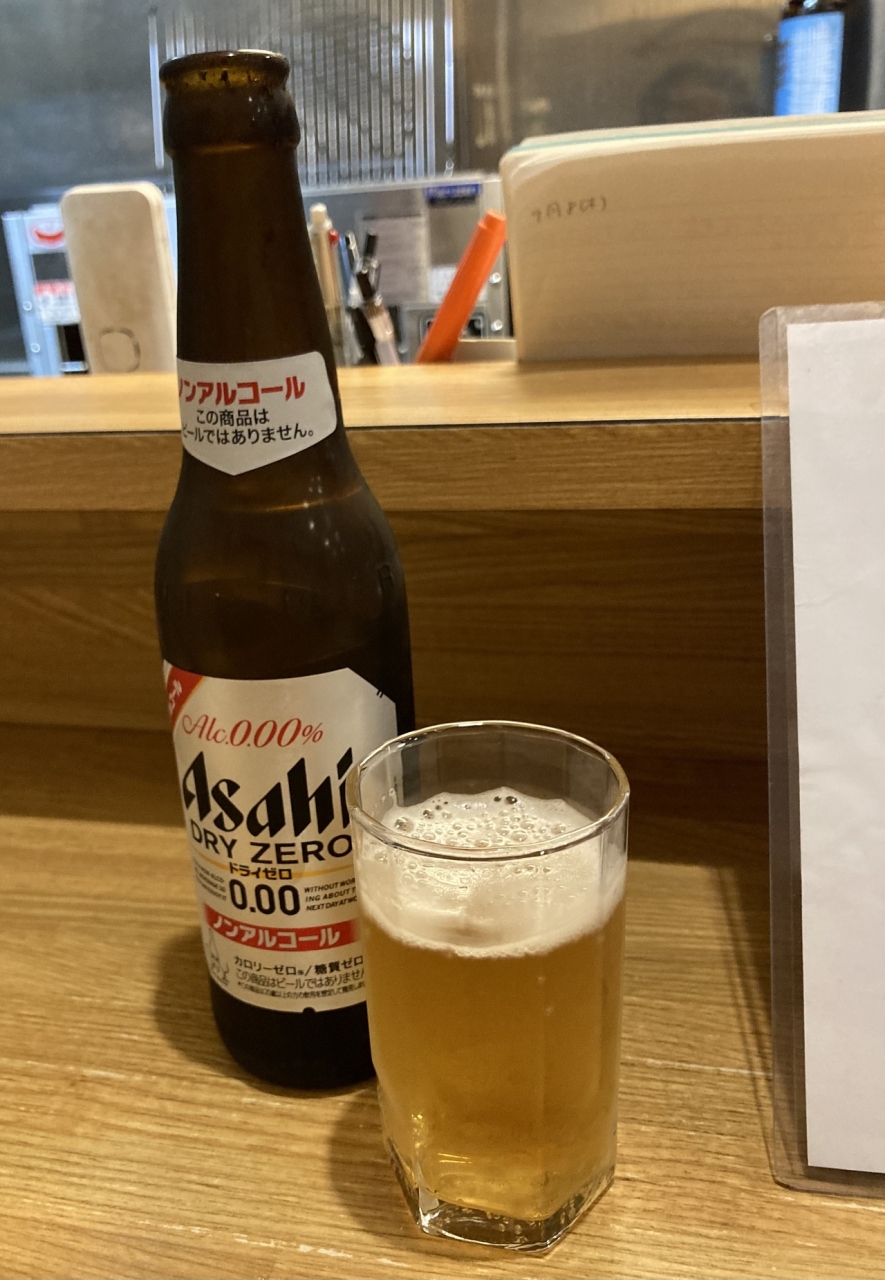 ノンアルコール
この商品は
ビールではありません。
Alc.0.00%
Asahi
DRY ZERO
ドライゼロ
0.00
WITHOUT
ING ABOUT
ノンアルコール
カロリーゼロ※/糖質ゼロ
この商品はビールではありません